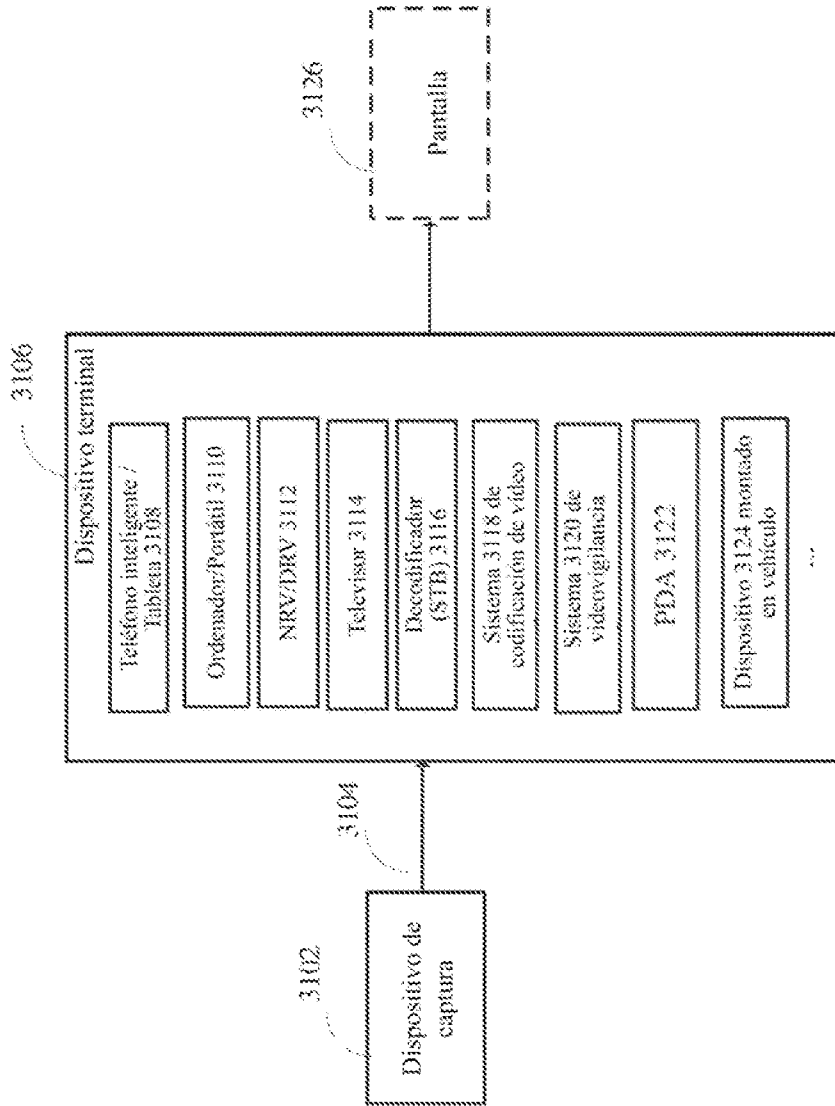 3102
Dispositivo de
captura
3104
3106
Dispositivo terminal
Teléfono inteligente /
Tableta 3108
Ordenador/Portátil 3110
NRV/DRV 3112
Televisor 3114
Decodificador
(STB) 3116
Sistema 3118 de
codificación de vídeo
Sistema 3120 de
videovigilancia
PDA 3122
Dispositivo 3124 montado
en vehículo
3126
Pantalla